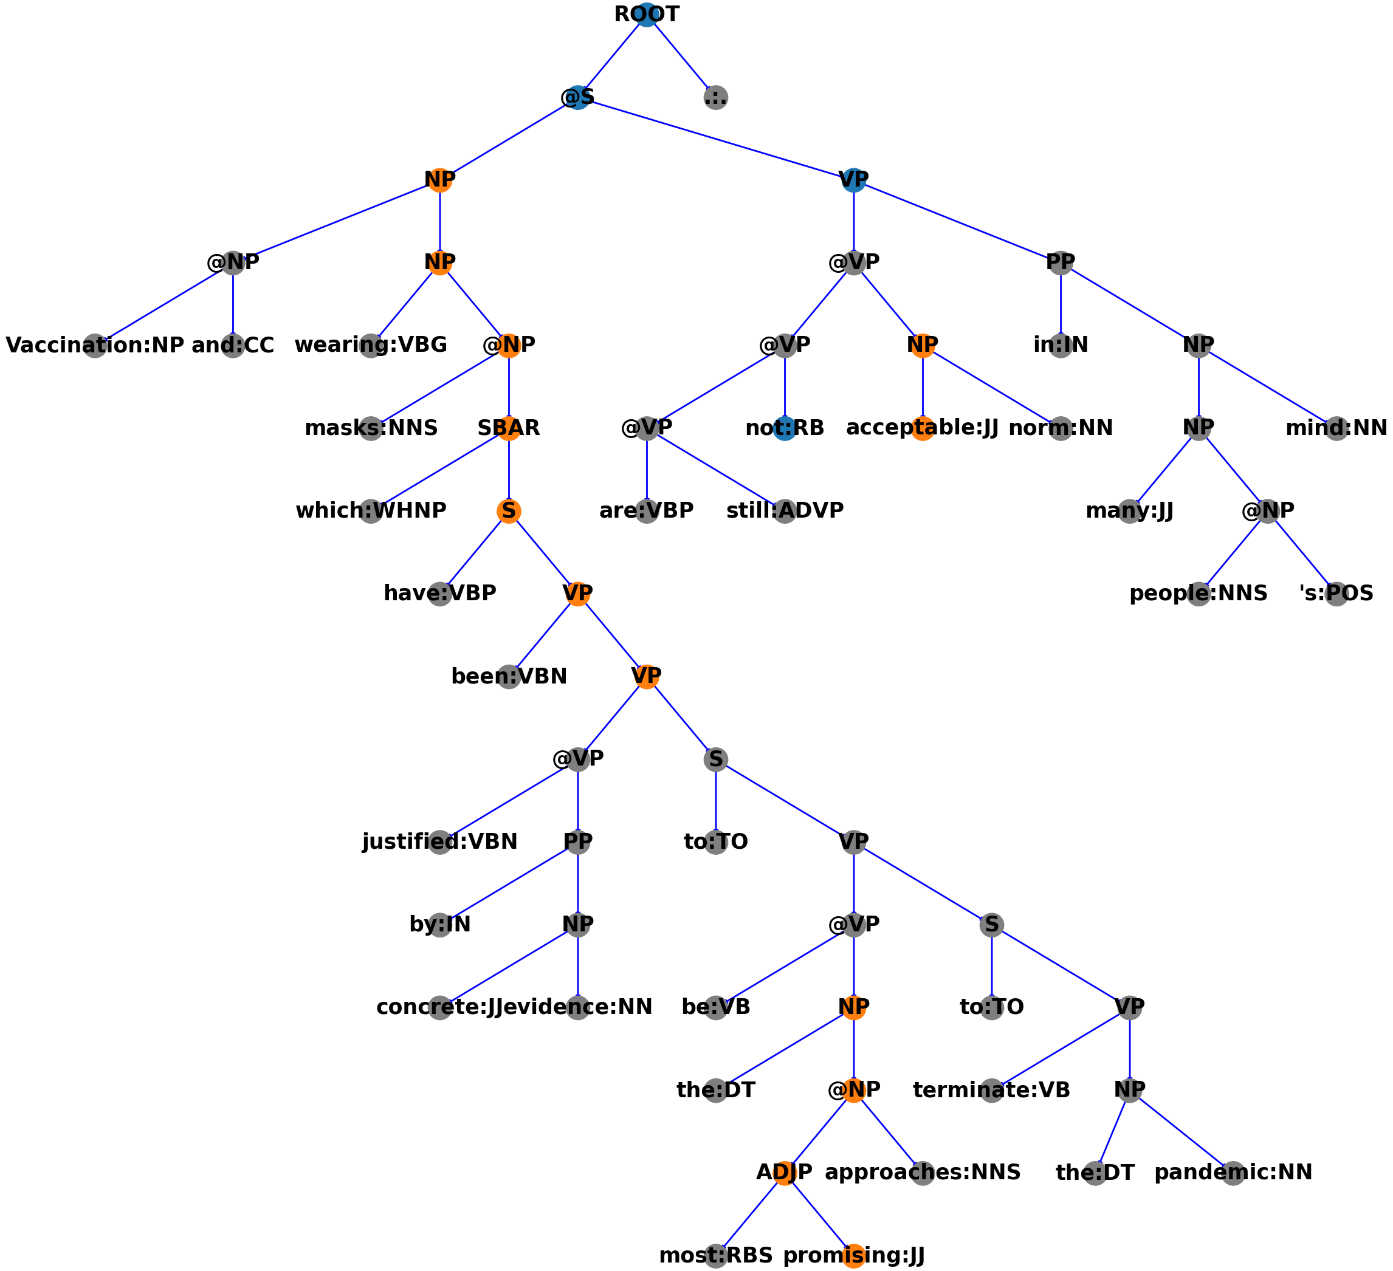 ROOT
@S .:.
NP VP
@NP NP @VP PP
Vaccination:NP and:CC wearing:VBG @NP @VP NP in:IN NP
masks:NNS SBAR @VP not:RB acceptable:JJ norm:NN NP mind:NN
which:WHNP S are:VBP still:ADVP many:JJ @NP
have:VBP VP people:NNS 's:POS
been:VBN VP
@VP S
justified:VBN PP to:TO VP
by:IN NP @VP S
concrete:JJ evidence:NN be:VB NP to:TO VP
the:DT @NP terminate:VB NP
ADJP approaches:NNS the:DT pandemic:NN
most:RBS promising:JJ